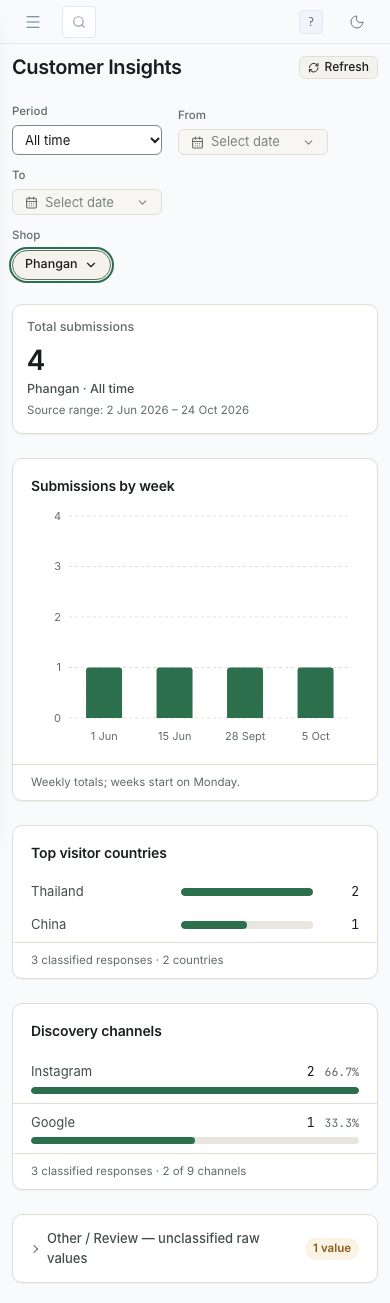 ?
Customer Insights
Refresh
Period
From
All time
Select date
To
Select date
Shop
Phangan
Total submissions
4
Phangan · All time
Source range: 2 Jun 2026 – 24 Oct 2026
Submissions by week
4
3
2
1
0
1 Jun 15 Jun 28 Sept 5 Oct
Weekly totals; weeks start on Monday.
Top visitor countries
Thailand 2
China 1
3 classified responses · 2 countries
Discovery channels
Instagram 2 66.7%
Google 1 33.3%
3 classified responses · 2 of 9 channels
Other / Review — unclassified raw
values
1 value